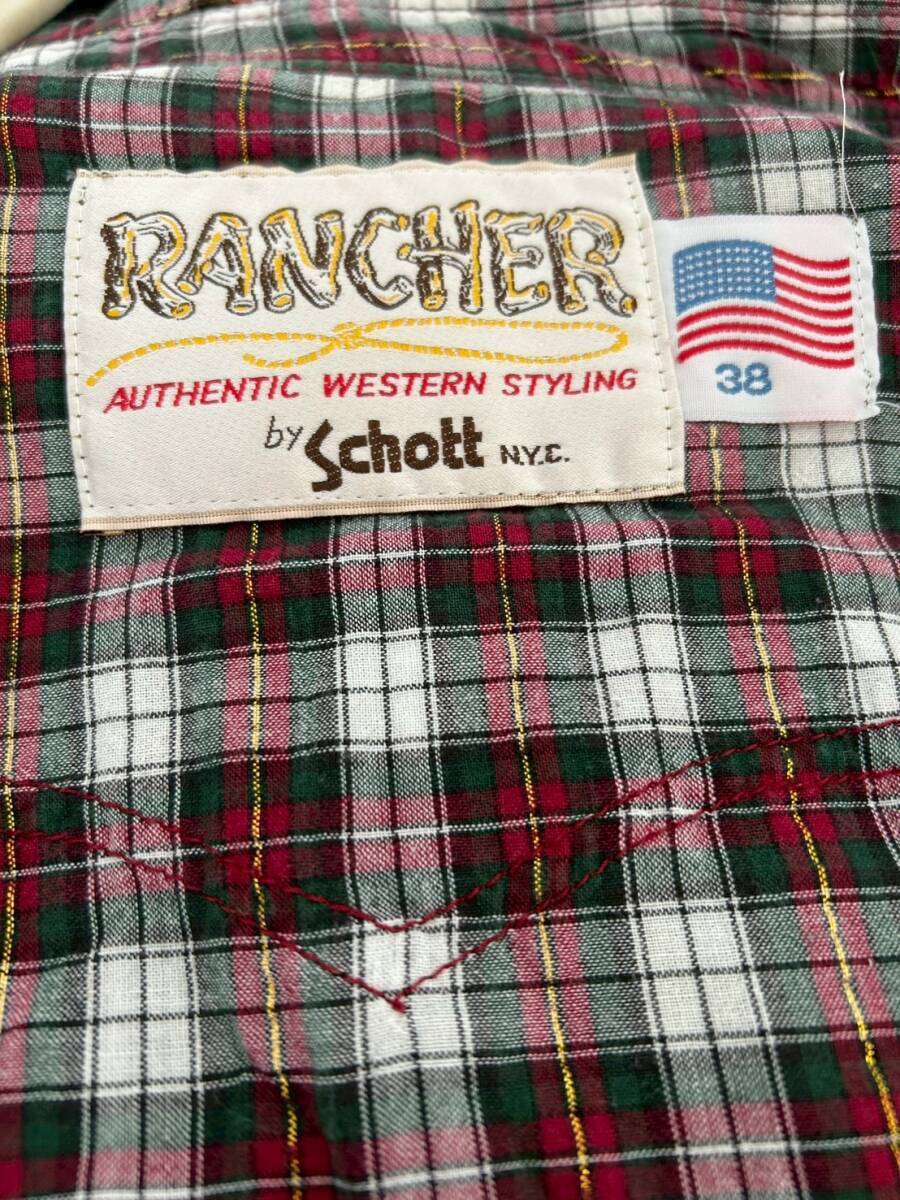 RANCHER
AUTHENTIC WESTERN STYLING
by Schott N.Y.C.
38